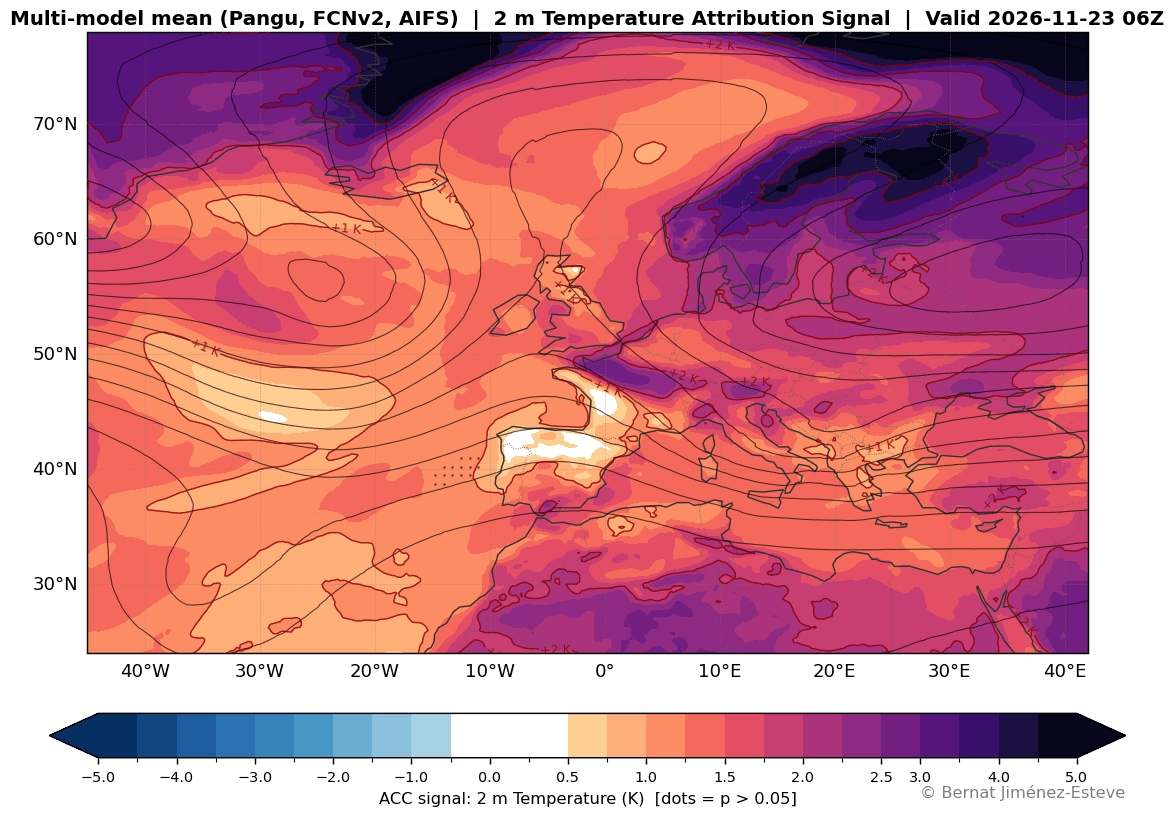 Multi-model mean (Pangu, FCNv2, AIFS) | 2 m Temperature Attribution Signal | Valid 2026-11-23 06Z
+2 K
70°N
+1 K
60°N
+1 K
+2 K
50°N
+1 K
+2 K
+1 K
+2 K
+1 K
40°N
30°N
+2 K
40°W 30°W 20°W 10°W 0° 10°E 20°E 30°E 40°E
−5.0 −4.0 −3.0 −2.0 −1.0 0.0 0.5 1.0 1.5 2.0 2.5 3.0 4.0 5.0
ACC signal: 2 m Temperature (K) [dots = p > 0.05]
© Bernat Jiménez-Esteve